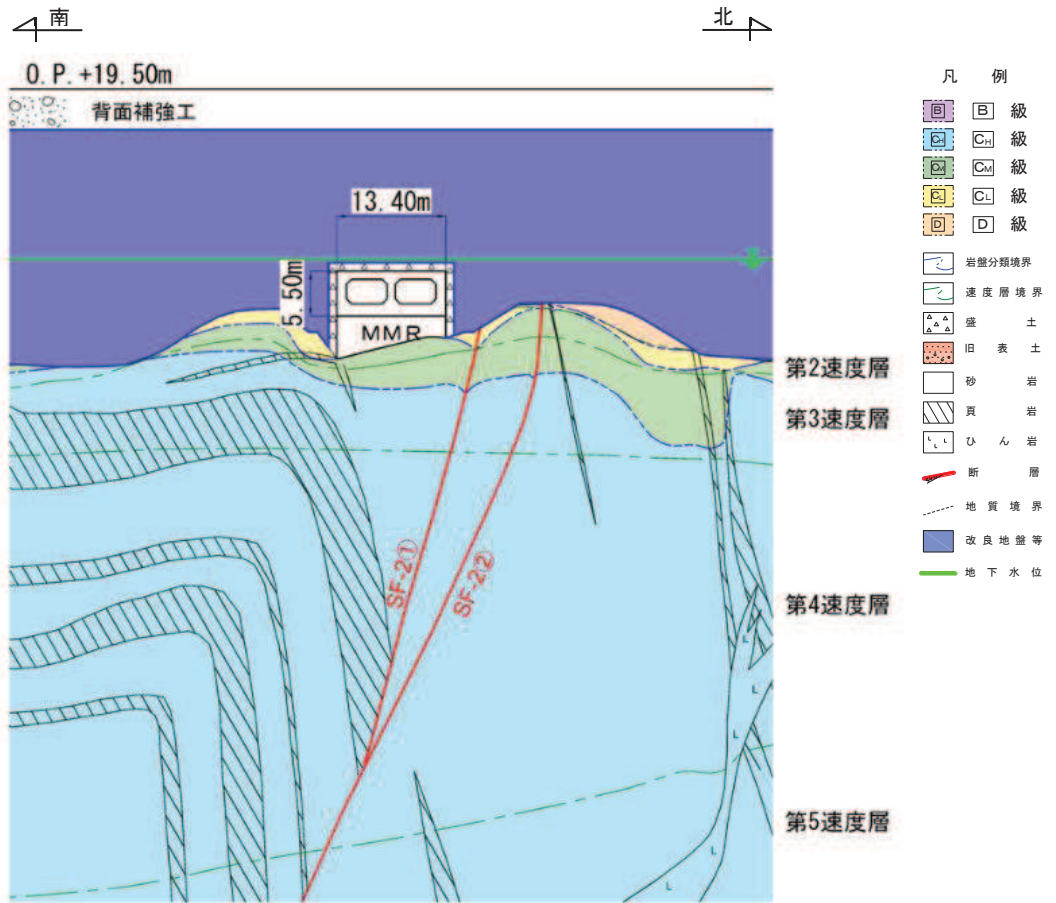 南
北
O.P.+19.50m
背面補強工
13.40m
5.50m
MMR
SF-2①
SF-2②
第2速度層
第3速度層
第4速度層
第5速度層
L
L
L
L
L
凡 例
B B 級
CH CH 級
CM CM 級
CL CL 級
D D 級
岩盤分類境界
速度層境界
盛 土
旧 表 土
砂 岩
頁 岩
ひ ん 岩
断 層
地 質 境 界
改 良 地 盤 等
地 下 水 位